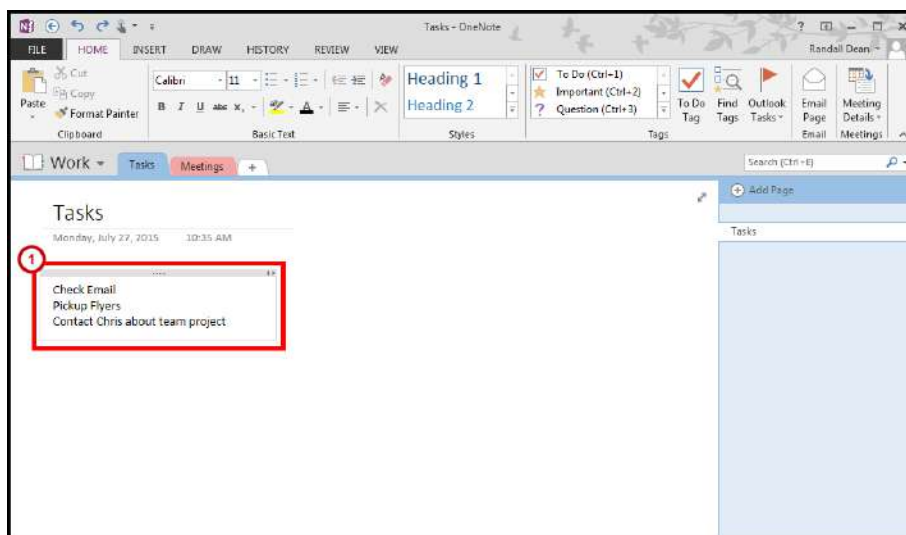 Tasks - OneNote
?
FILE HOME INSERT DRAW HISTORY REVIEW VIEW
Randall Dean
Paste
Cut
Copy
Format Painter
Clipboard
Calibri 11
B I U abc x, A
Basic Text
Heading 1
Heading 2
Styles
To Do (Ctrl+1)
Important (Ctrl+2)
? Question (Ctrl+3)
To Do
Tag
Find
Tags
Outlook
Tasks
Tags
Email
Page
Email
Meeting
Details
Meetings
Work Tasks Meetings +
Search (Ctrl+E)
Add Page
Tasks
Tasks
Monday, July 27, 2015 10:35 AM
1
Check Email
Pickup Flyers
Contact Chris about team project